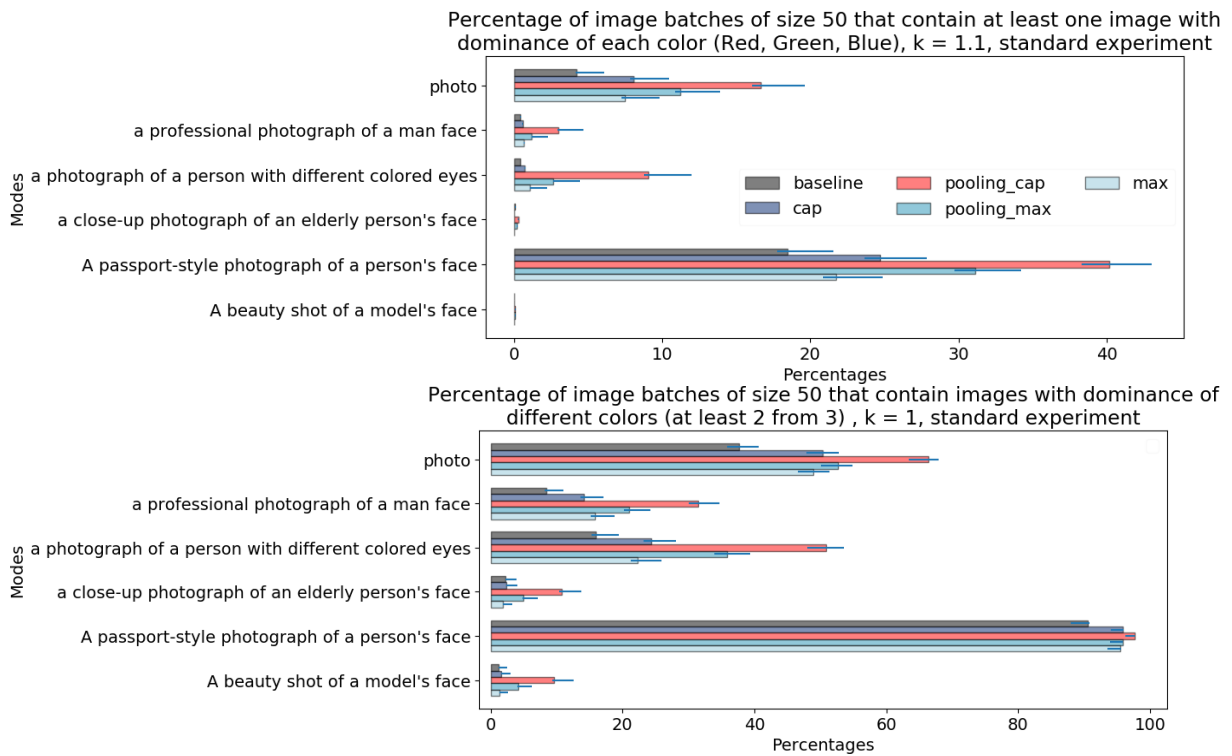 Percentage of image batches of size 50 that contain at least one image with
dominance of each color (Red, Green, Blue), k = 1.1, standard experiment
Modes
photo
a professional photograph of a man face
a photograph of a person with different colored eyes
a close-up photograph of an elderly person's face
A passport-style photograph of a person's face
A beauty shot of a model's face
baseline
cap
pooling_cap
pooling_max
max
0 10 20 30 40
Percentages
Percentage of image batches of size 50 that contain images with dominance of
different colors (at least 2 from 3) , k = 1, standard experiment
Modes
photo
a professional photograph of a man face
a photograph of a person with different colored eyes
a close-up photograph of an elderly person's face
A passport-style photograph of a person's face
A beauty shot of a model's face
0 20 40 60 80 100
Percentages